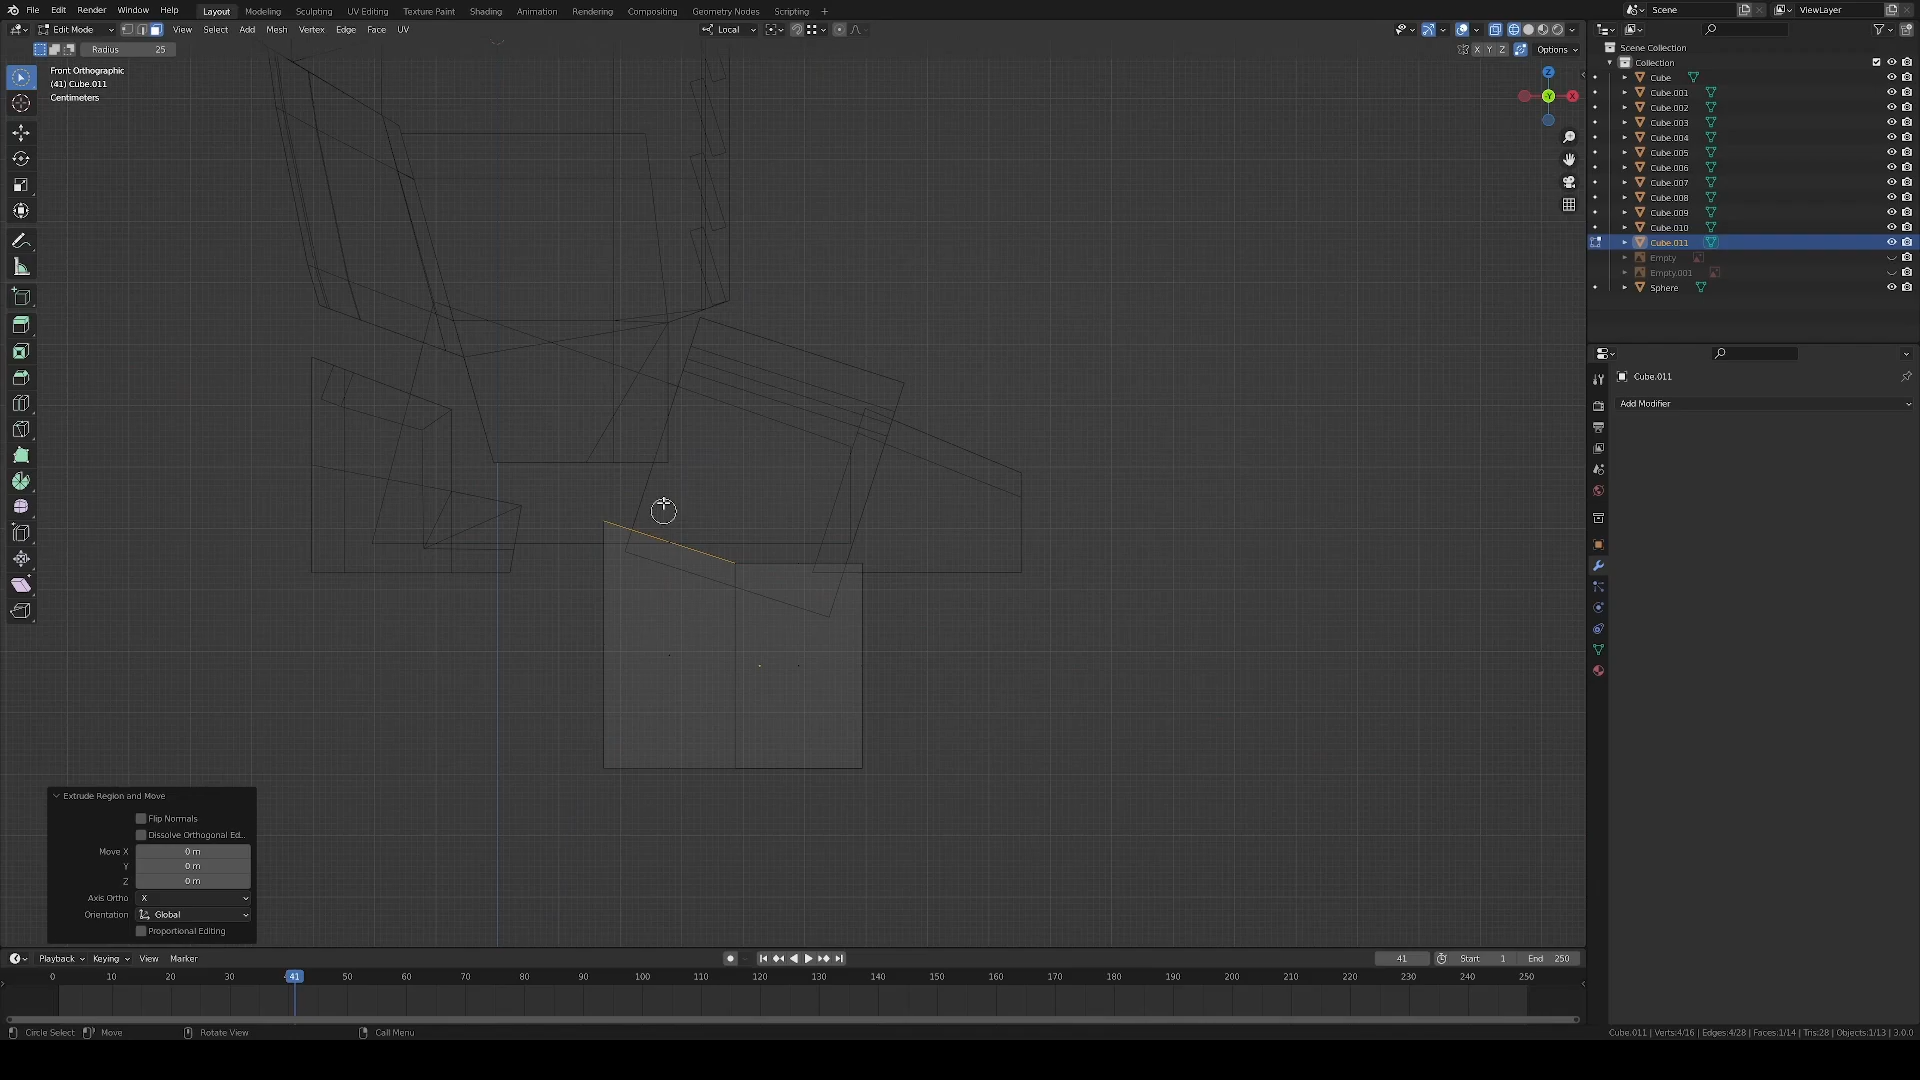 File Edit Render Window Help Layout Modeling Sculpting UV Editing Texture Paint Shading Animation Rendering Compositing Geometry Nodes Scripting + Scene ViewLayer
Edit Mode View Select Add Mesh Vertex Edge Face UV Local
Radius 25 X Y Z Options
Front Orthographic
(41) Cube.011
Centimeters
Z
-Y X
Scene Collection
Collection
Cube
Cube.001
Cube.002
Cube.003
Cube.004
Cube.005
Cube.006
Cube.007
Cube.008
Cube.009
Cube.010
Cube.011
Empty
Empty.001
Sphere
Cube.011
Add Modifier
Extrude Region and Move
Flip Normals
Dissolve Orthogonal Ed...
Move X 0 m
Y 0 m
Z 0 m
Axis Ortho X
Orientation Global
Proportional Editing
Playback Keying View Marker 41 Start 1 End 250
0 10 20 30 41 50 60 70 80 90 100 110 120 130 140 150 160 170 180 190 200 210 220 230 240 250
Circle Select Move Rotate View Call Menu Cube.011 | Verts:4/16 | Edges:4/28 | Faces:1/14 | Tris:28 | Objects:1/13 | 3.0.0